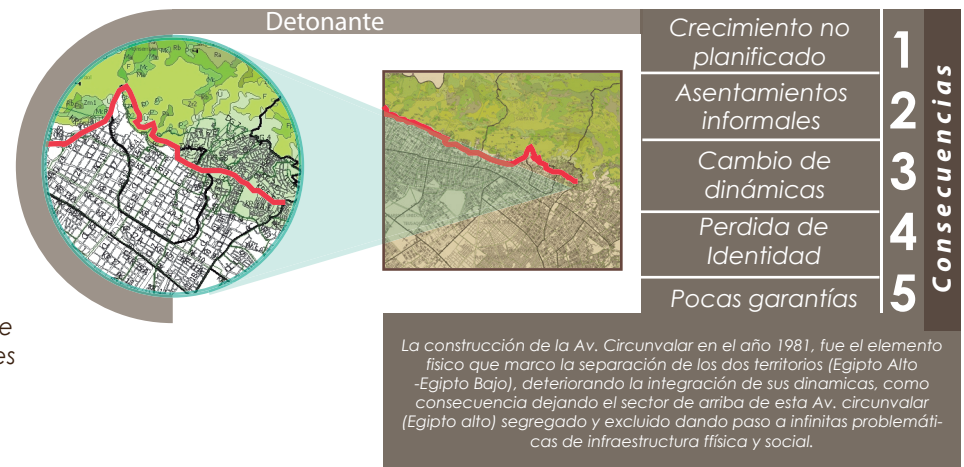 Detonante
Crecimiento no
planificado
1
Asentamientos
informales
2
Cambio de
dinámicas
3
Perdida de
Identidad
4
Pocas garantías
5
Consecuencias
e
es
La construcción de la Av. Circunvalar en el año 1981, fue el elemento
fisico que marco la separación de los dos territorios (Egipto Alto
-Egipto Bajo), deteriorando la integración de sus dinamicas, como
consecuencia dejando el sector de arriba de esta Av. circunvalar
(Egipto alto) segregado y excluido dando paso a infinitas problemáti-
cas de infraestructura ffísica y social.